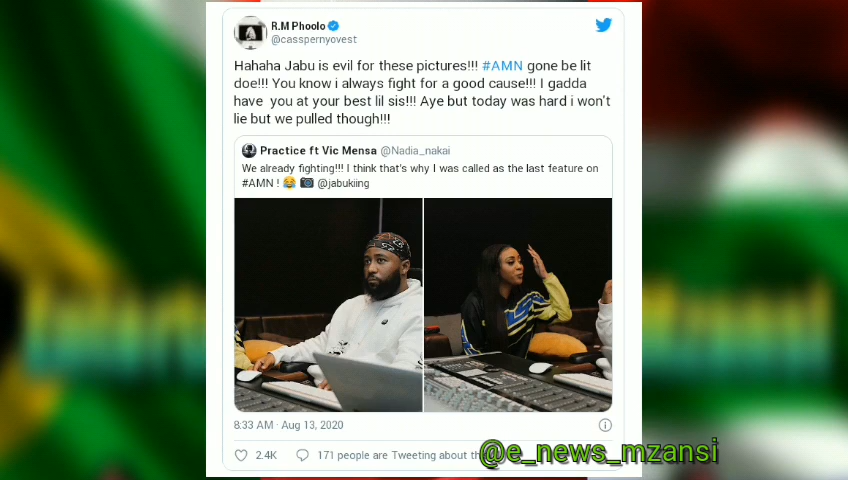 R.M Phoolo
@casspernyovest
Hahaha Jabu is evil for these pictures!!! #AMN gone be lit
doe!!! You know i always fight for a good cause!!! I gadda
have you at your best lil sis!!! Aye but today was hard i won't
lie but we pulled though!!!
Practice ft Vic Mensa @Nadia_nakai
We already fighting!!! I think that's why I was called as the last feature on
#AMN ! 😂 📷 @jabukiing
8:33 AM · Aug 13, 2020
2.4K 171 people are Tweeting about
@e_news_mzansi